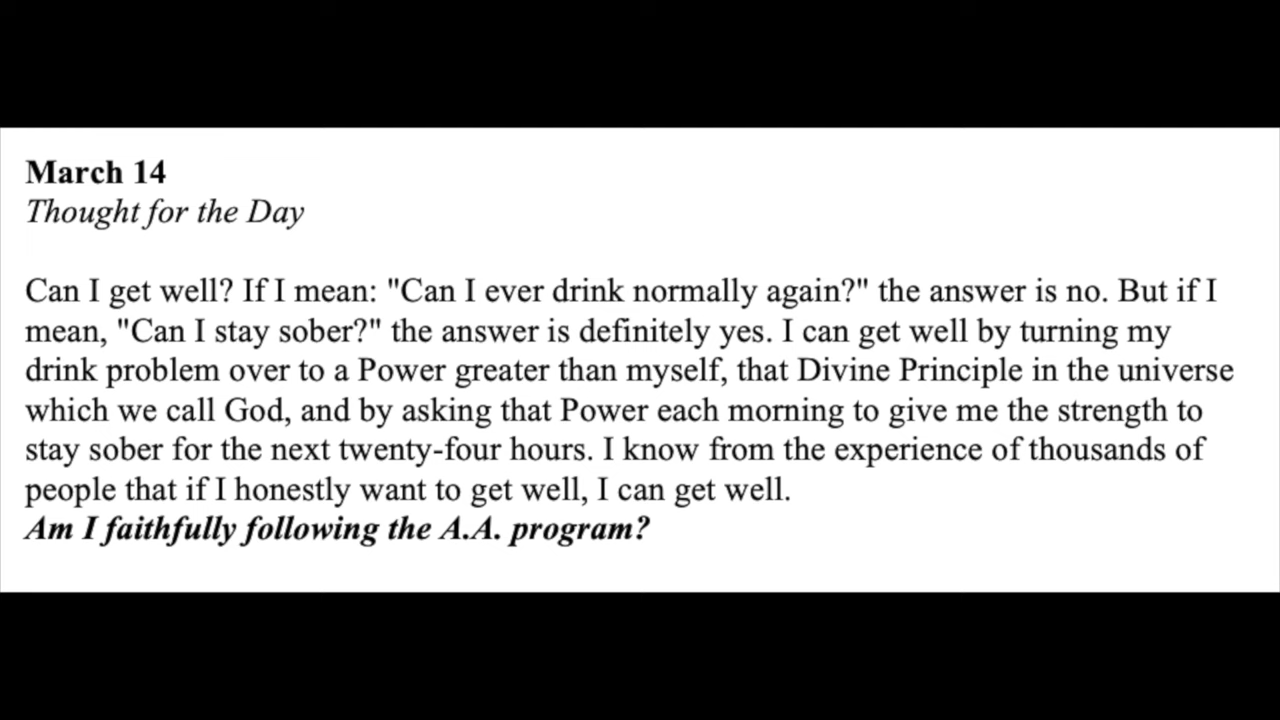 March 14
Thought for the Day
Can I get well? If I mean: "Can I ever drink normally again?" the answer is no. But if I
mean, "Can I stay sober?" the answer is definitely yes. I can get well by turning my
drink problem over to a Power greater than myself, that Divine Principle in the universe
which we call God, and by asking that Power each morning to give me the strength to
stay sober for the next twenty-four hours. I know from the experience of thousands of
people that if I honestly want to get well, I can get well.
Am I faithfully following the A.A. program?